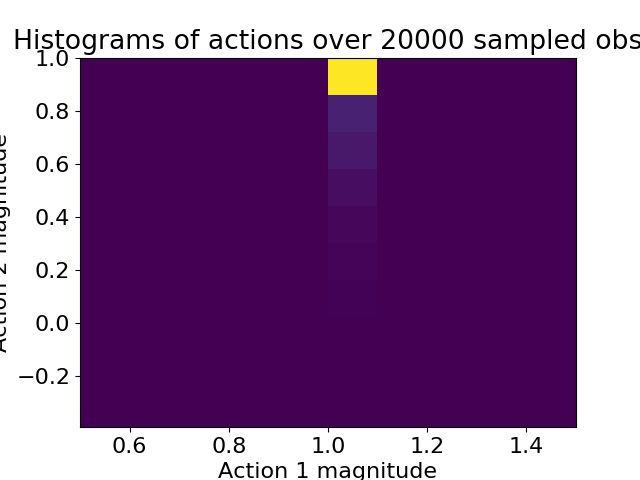 Histograms of actions over 20000 sampled obs
1.0
0.8
0.6
0.4
0.2
0.0
−0.2
Action 2 magnitude
0.6 0.8 1.0 1.2 1.4
Action 1 magnitude